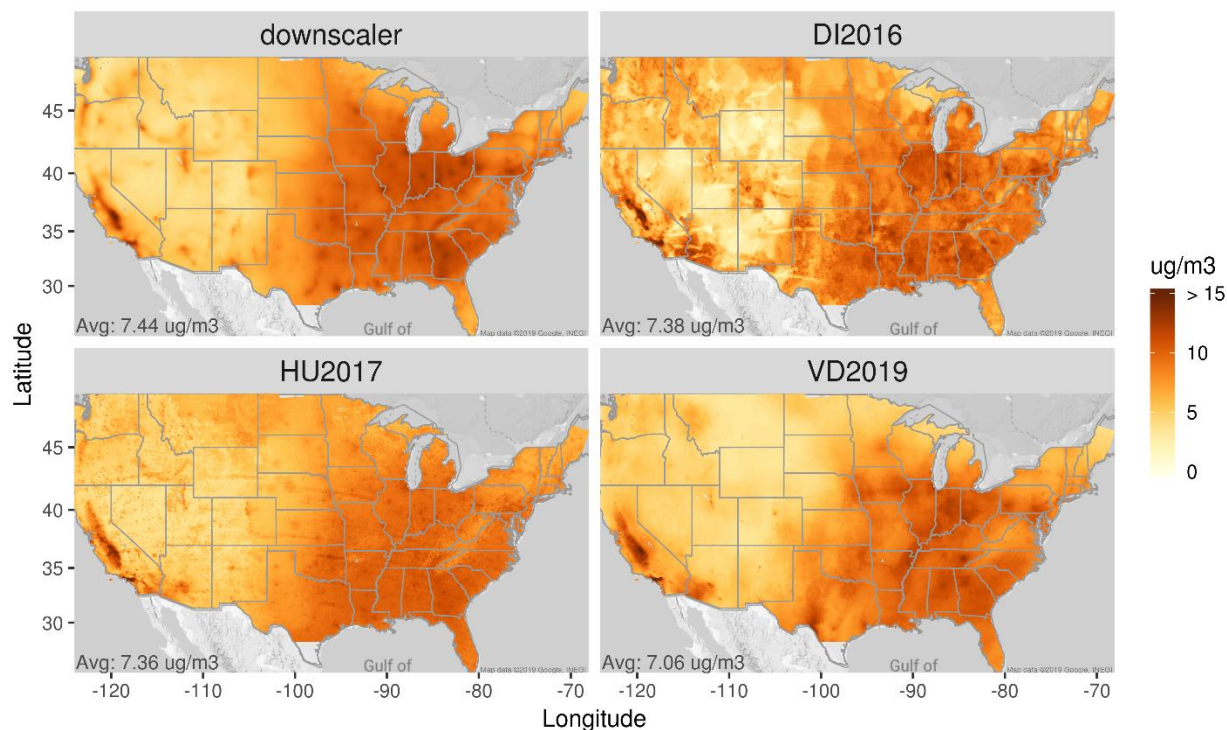 downscaler
DI2016
45
40
35
30
Avg: 7.44 ug/m3
Gulf of
Map data ©2019 Google, INEGI
Avg: 7.38 ug/m3
Gulf of
Map data ©2019 Google, INEGI
ug/m3
> 15
10
5
0
Latitude
HU2017
VD2019
45
40
35
30
Avg: 7.36 ug/m3
Gulf of
Map data ©2019 Google, INEGI
Avg: 7.06 ug/m3
Gulf of
Map data ©2019 Google, INEGI
-120 -110 -100 -90 -80 -70
-120 -110 -100 -90 -80 -70
Longitude